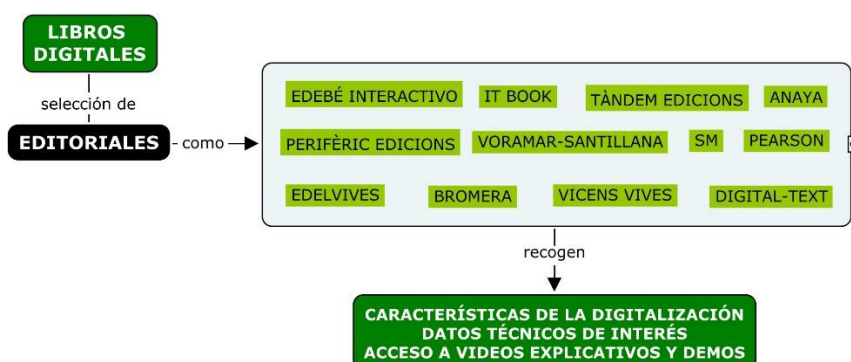 LIBROS
DIGITALES
selección de
EDITORIALES
como
EDEBÉ INTERACTIVO
IT BOOK
TÀNDEM EDICIONS
ANAYA
PERIFÈRIC EDICIONS
VORAMAR-SANTILLANA
SM
PEARSON
EDELVIVES
BROMERA
VICENS VIVES
DIGITAL-TEXT
recogen
CARACTERÍSTICAS DE LA DIGITALIZACIÓN
DATOS TÉCNICOS DE INTERÉS
ACCESO A VIDEOS EXPLICATIVOS Y DEMOS